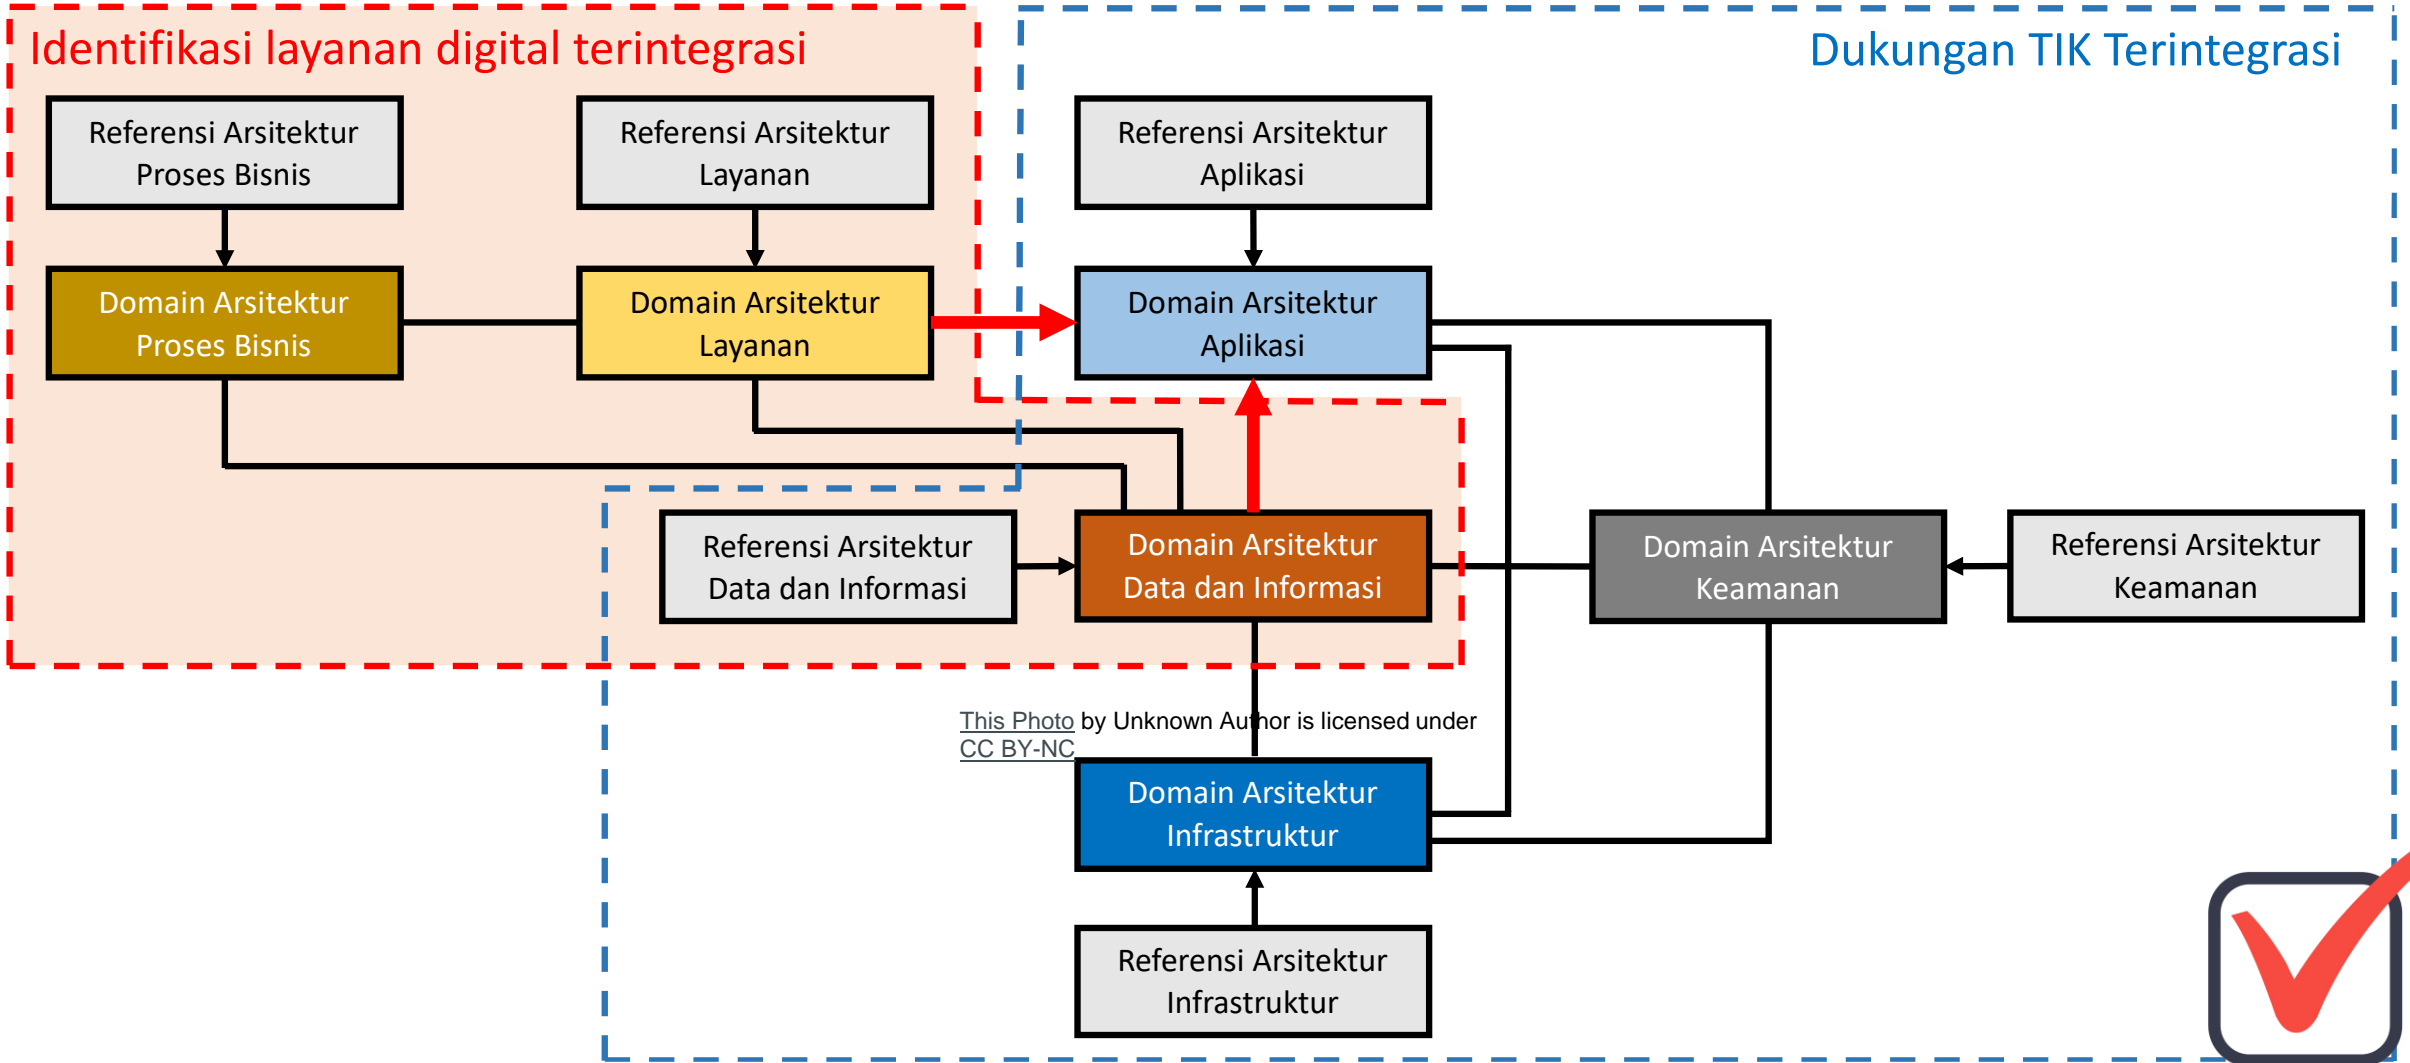 Identifikasi layanan digital terintegrasi
Dukungan TIK Terintegrasi
Referensi Arsitektur
Proses Bisnis
Referensi Arsitektur
Layanan
Referensi Arsitektur
Aplikasi
Domain Arsitektur
Proses Bisnis
Domain Arsitektur
Layanan
Domain Arsitektur
Aplikasi
Referensi Arsitektur
Data dan Informasi
Domain Arsitektur
Data dan Informasi
Domain Arsitektur
Keamanan
Referensi Arsitektur
Keamanan
This Photo by Unknown Author is licensed under
CC BY-NC
Domain Arsitektur
Infrastruktur
Referensi Arsitektur
Infrastruktur